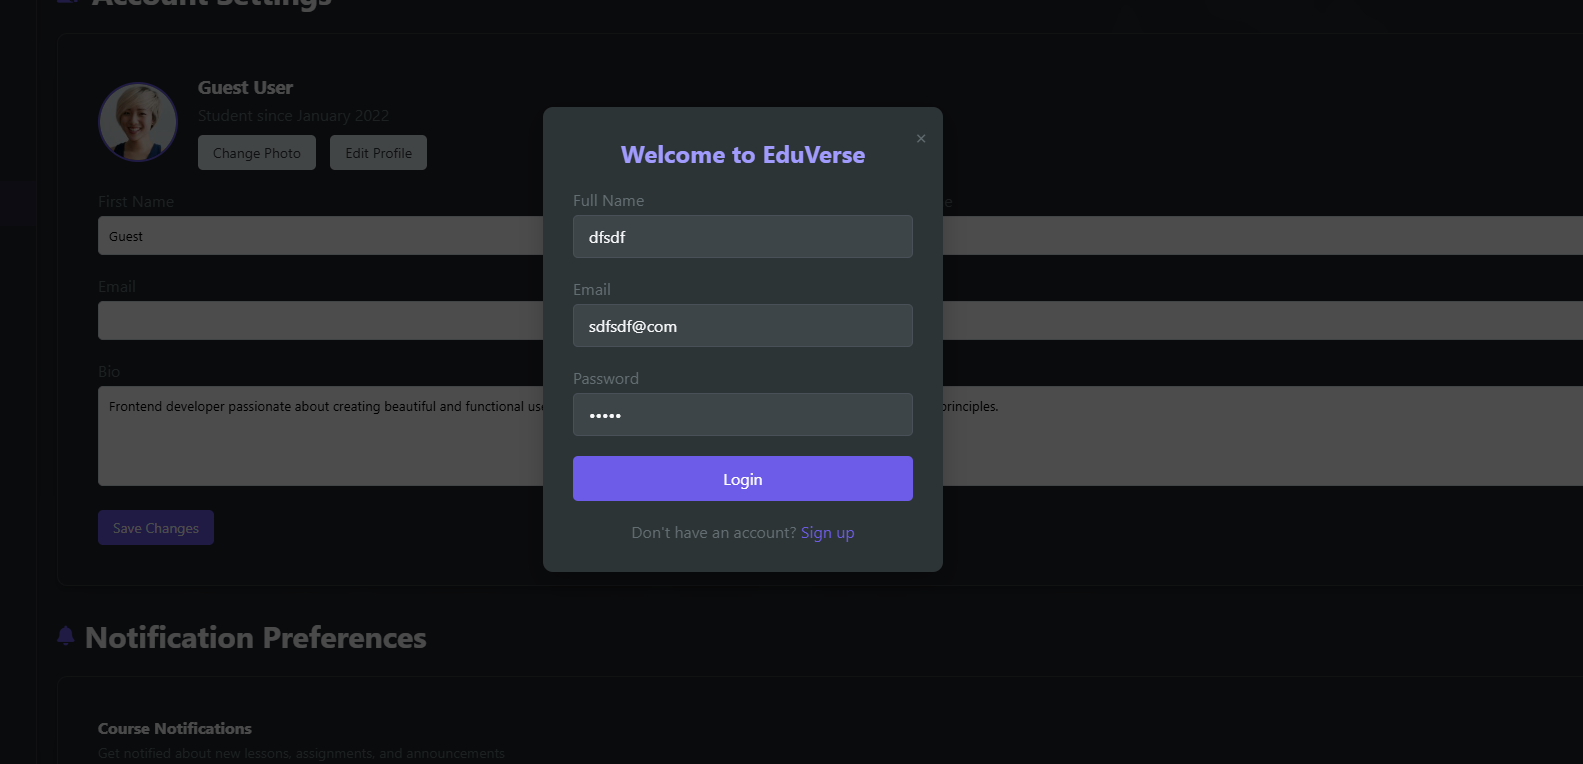 Account Settings
Guest User
Student since January 2022
Change Photo
Edit Profile
First Name
Guest
Email
Bio
Frontend developer passionate about creating beautiful and functional
principles.
Save Changes
Welcome to EduVerse
×
Full Name
dfsdf
Email
sdfsdf@com
Password
•••••
Login
Don't have an account? Sign up
Notification Preferences
Course Notifications
Get notified about new lessons, assignments, and announcements